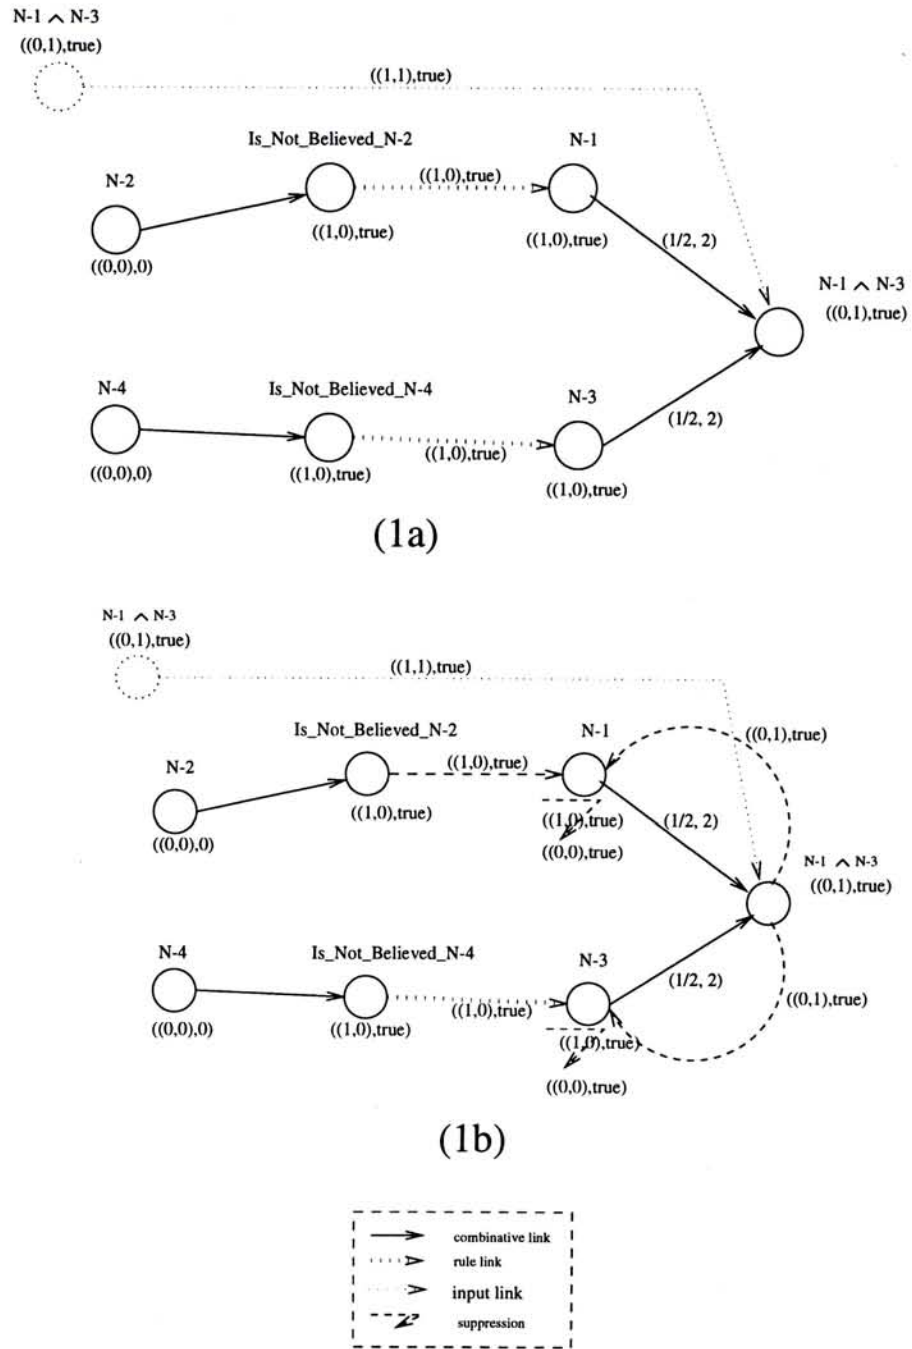 N-1 ∧ N-3
((0,1),true)
((1,1),true)
Is_Not_Believed_N-2
N-1
((1,0),true)
N-2
((1,0),true)
((1,0),true)
(1/2, 2)
((0,0),0)
N-1 ∧ N-3
((0,1),true)
N-4
Is_Not_Believed_N-4
N-3
(1/2, 2)
((1,0),true)
((0,0),0)
((1,0),true)
((1,0),true)
(1a)
N-1 ∧ N-3
((0,1),true)
((1,1),true)
Is_Not_Believed_N-2
N-1
((0,1),true)
N-2
((1,0),true)
((1,0),true)
((1,0),true)
(1/2, 2)
((0,0),0)
((0,0),true)
N-1 ∧ N-3
((0,1),true)
N-4
Is_Not_Believed_N-4
N-3
(1/2, 2)
((0,1),true)
((1,0),true)
((0,0),0)
((1,0),true)
((1,0),true)
((0,0),true)
(1b)
combinative link
rule link
input link
suppression